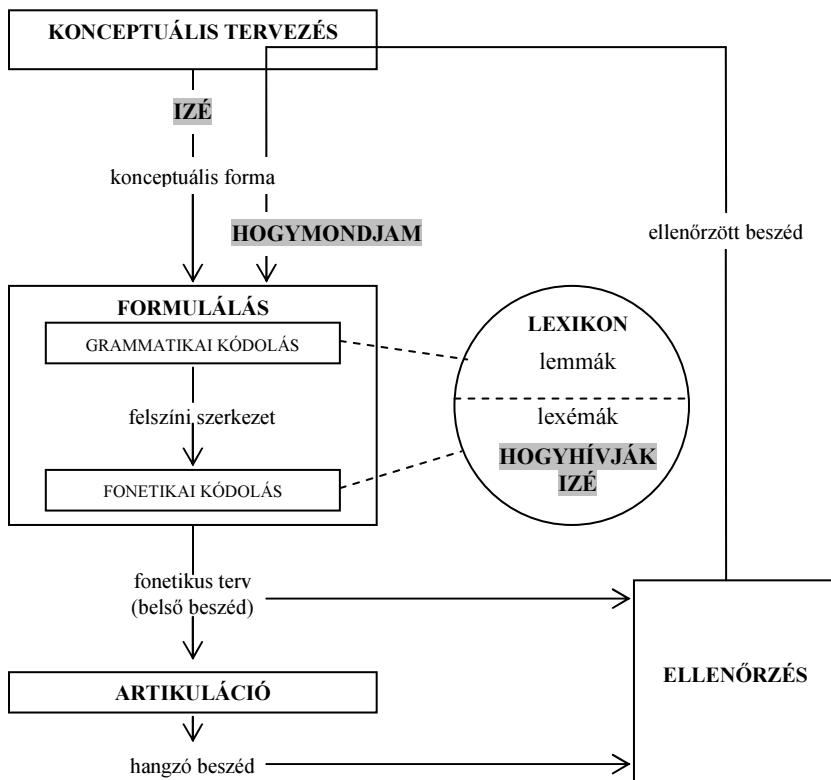 KONCEPTUÁLIS TERVEZÉS
IZÉ
konceptuális forma
HOGYMONDJAM
ellenőrzött beszéd
FORMULÁLÁS
GRAMMATIKAI KÓDOLÁS
felszíni szerkezet
FONETIKAI KÓDOLÁS
LEXIKON
lemmák
lexémák
HOGYHÍVJÁK
IZÉ
fonetikus terv
(belső beszéd)
ELLENŐRZÉS
ARTIKULÁCIÓ
hangzó beszéd